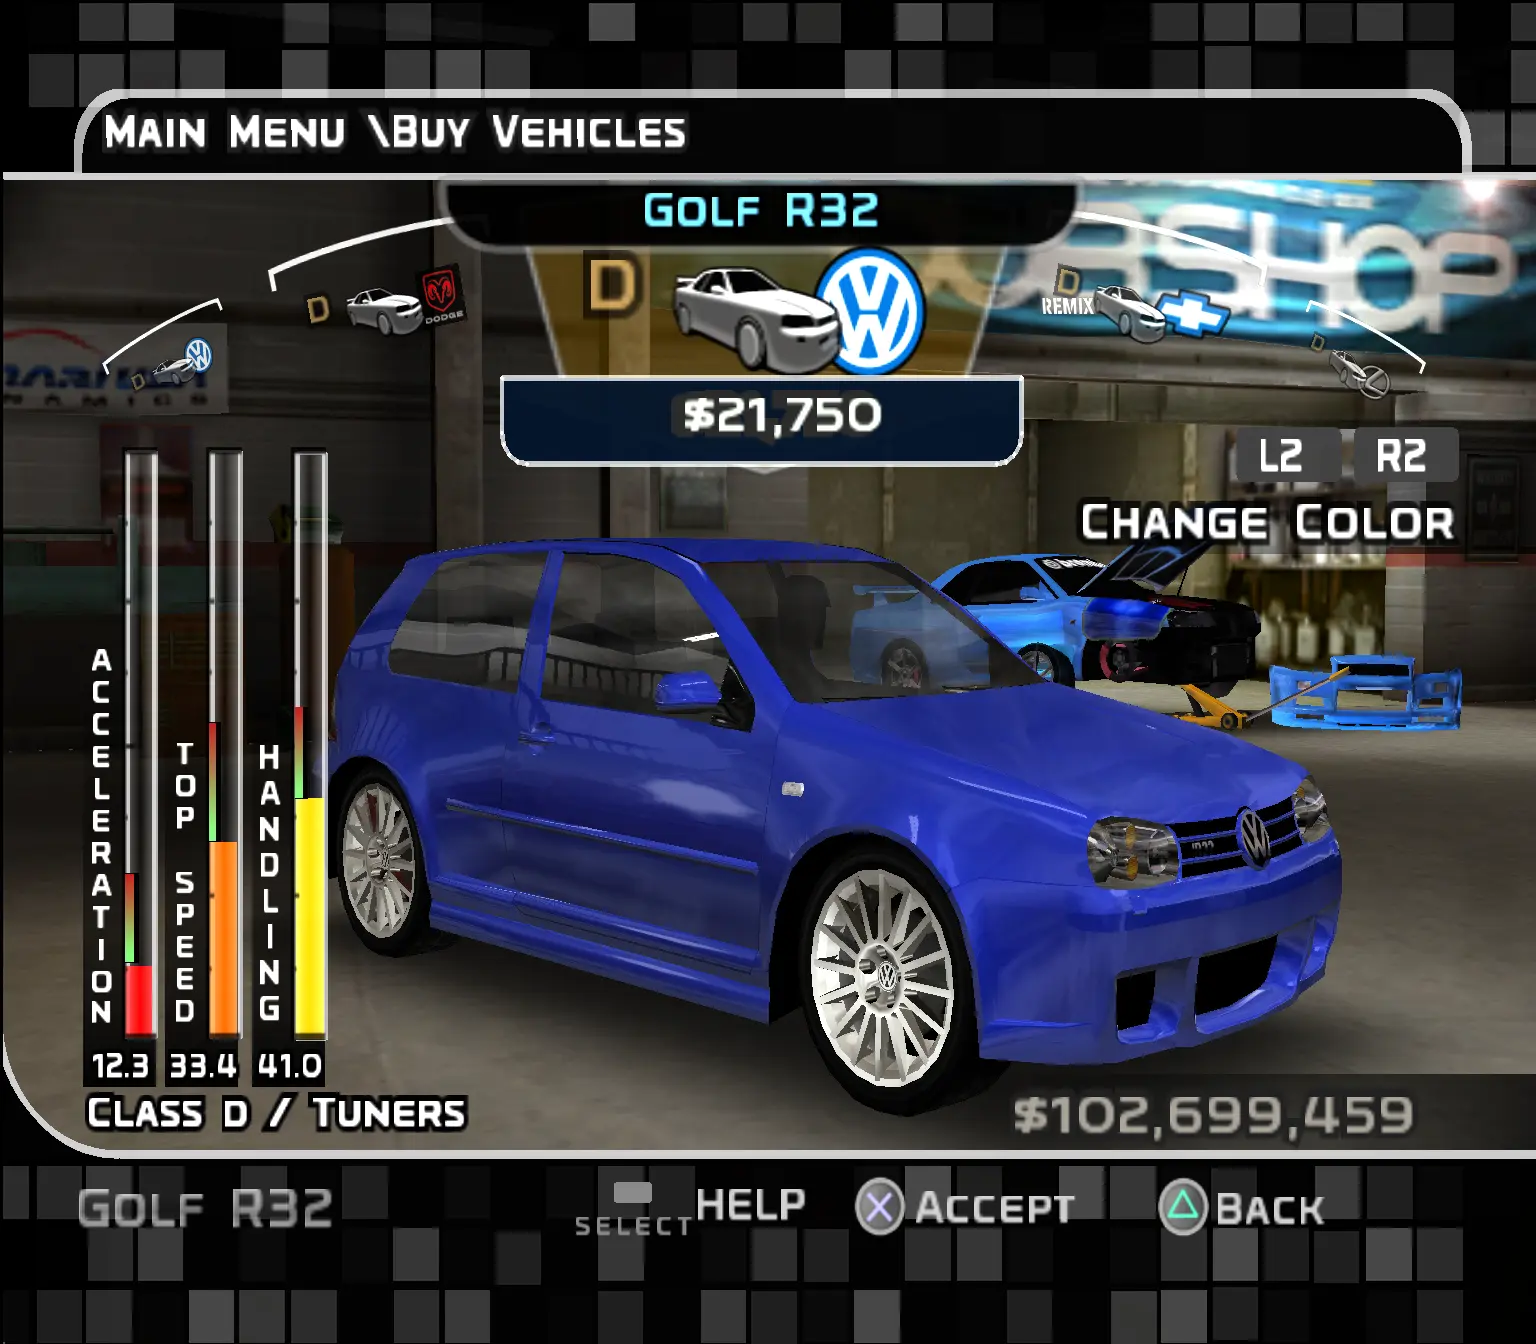 MAIN MENU \BUY VEHICLES
GOLF R32
D
D
DODGE
D
D
REMIX
D
$21,750
L2 R2
CHANGE COLOR
ACCELERATION
TOP SPEED
HANDLING
12.3 33.4 41.0
CLASS D / TUNERS
$102,699,459
GOLF R32
SELECT HELP
ACCEPT
BACK